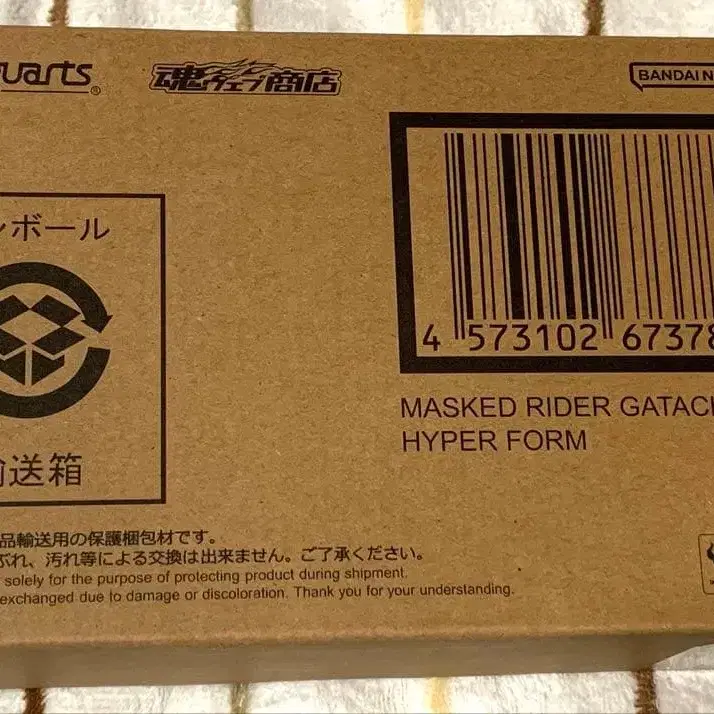 uarts®
魂ウェブ商店
BANDAI N
ンボール
輸送箱
4 573102 67378
MASKED RIDER GATAC
HYPER FORM
品輸送用の保護梱包材です。
ぶれ、汚れ等による交換は出来ません。ご了承ください。
solely for the purpose of protecting product during shipment.
exchanged due to damage or discoloration. Thank you for your understanding.